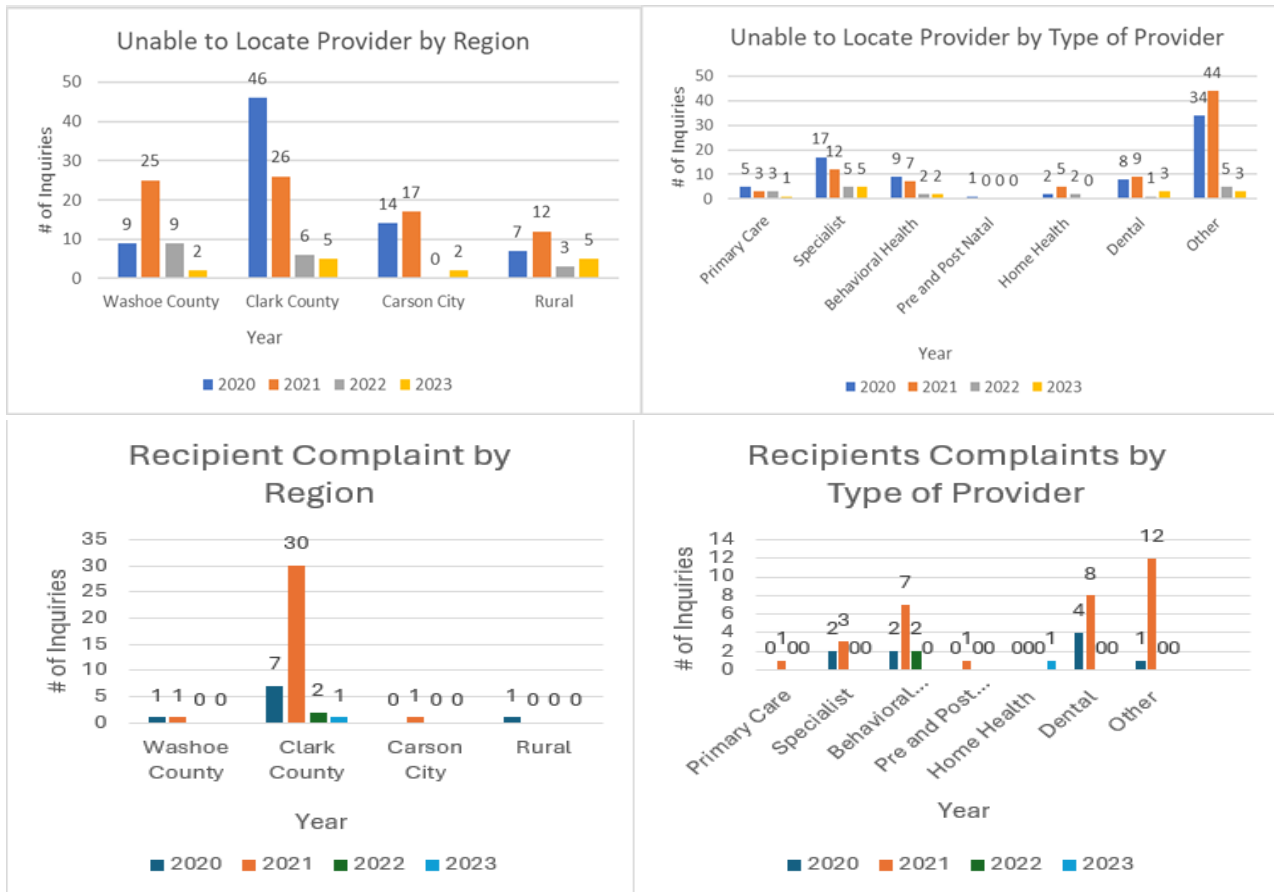 Unable to Locate Provider by Region
# of Inquiries
50
40
30
20
10
0
9 25 9 2
46 26 6 5
14 17 0 2
7 12 3 5
Washoe County Clark County Carson City Rural
Year
2020 2021 2022 2023
Unable to Locate Provider by Type of Provider
# of Inquiries
50
40
30
20
10
0
5 3 3 1
17 12 5 5
9 7 2 2
1 0 0 0
2 5 2 0
8 9 1 3
34 44 5 3
Primary Care
Specialist
Behavioral Health
Pre and Post Natal
Home Health
Dental
Other
Year
2020 2021 2022 2023
Recipient Complaint by
Region
# of Inquiries
35
30
25
20
15
10
5
0
1 1 0 0
7 30 2 1
0 1 0 0
1 0 0 0
Washoe
County
Clark
County
Carson
City
Rural
Year
2020 2021 2022 2023
Recipients Complaints by
Type of Provider
# of Inquiries
14
12
10
8
6
4
2
0
0 1 0 0
2 3 0 0
2 7 2 0
0 1 0 0
0 0 0 1
4 8 0 0
1 12 0 0
Primary Care
Specialist
Behavioral...
Pre and Post...
Home Health
Dental
Other
Year
2020 2021 2022 2023